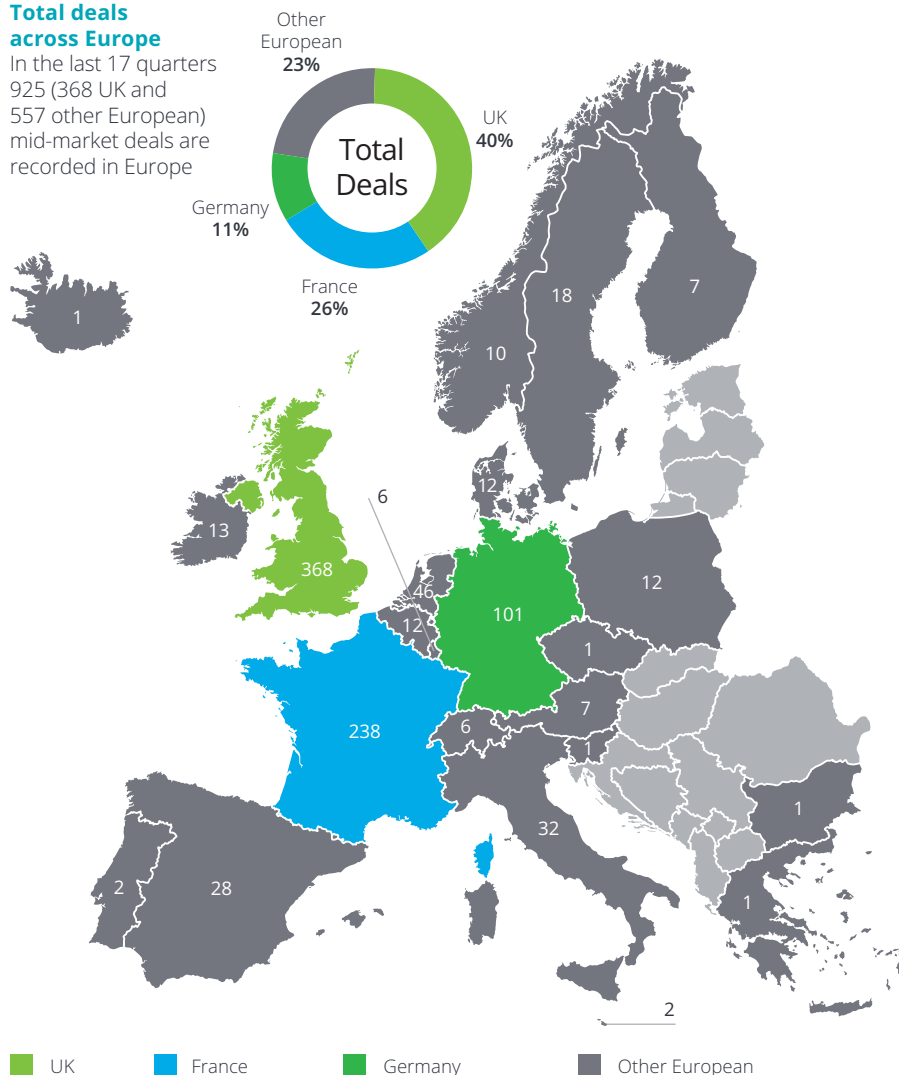 Total deals
across Europe
In the last 17 quarters
925 (368 UK and
557 other European)
mid-market deals are
recorded in Europe
Other
European
23%
UK
40%
Total
Deals
Germany
11%
France
26%
1
7
18
10
12
6
13
368
46
12
101
12
1
7
6
1
238
1
32
2
28
1
2
UK
France
Germany
Other European